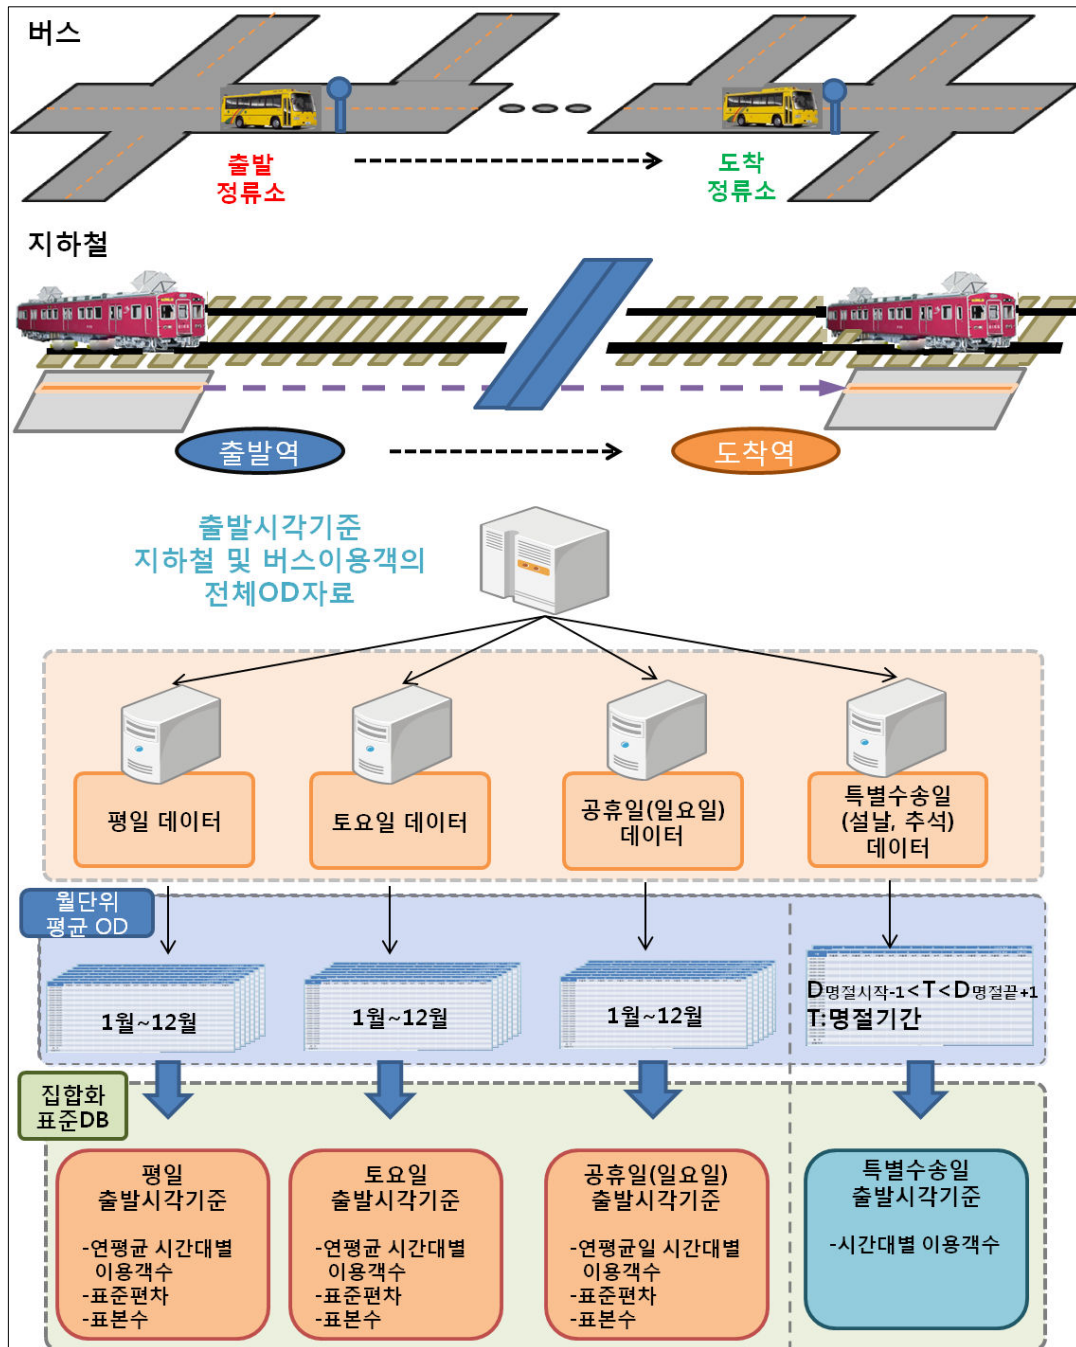 버스
출발
정류소
도착
정류소
지하철
출발역
도착역
출발시각기준
지하철 및 버스이용객의
전체OD자료
평일 데이터
토요일 데이터
공휴일(일요일)
데이터
특별수송일
(설날, 추석)
데이터
월단위
평균 OD
1월~12월
1월~12월
1월~12월
D명절시작-1<T<D명절끝+1
T:명절기간
집합화
표준DB
평일
출발시각기준
-연평균 시간대별
이용객수
-표준편차
-표본수
토요일
출발시각기준
-연평균 시간대별
이용객수
-표준편차
-표본수
공휴일(일요일)
출발시각기준
-연평균일 시간대별
이용객수
-표준편차
-표본수
특별수송일
출발시각기준
-시간대별 이용객수